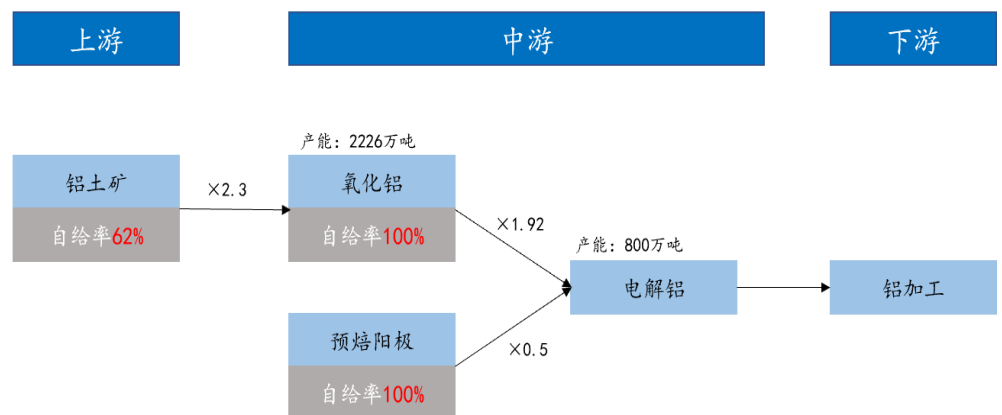 上游
中游
下游
产能：2226万吨
铝土矿
×2.3
氧化铝
自给率62%
自给率100%
×1.92
产能：800万吨
电解铝
铝加工
预焙阳极
×0.5
自给率100%